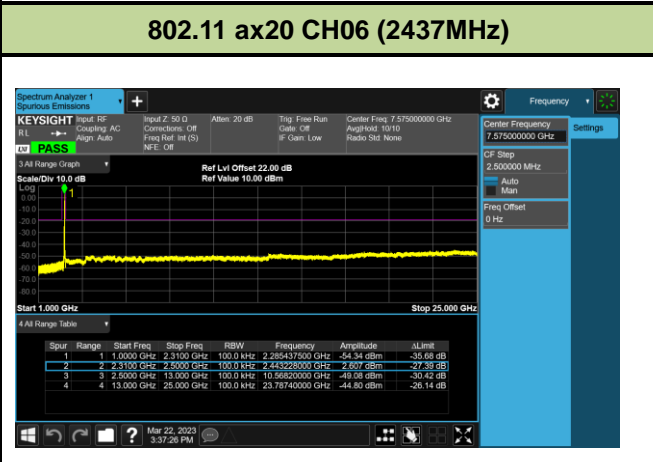 802.11 ax20 CH06 (2437MHz)
Spectrum Analyzer 1
Spurious Emissions
+
Frequency
KEYSIGHT
R L
Input: RF
Coupling: AC
Align: Auto
Input Z: 50 Ω
Corrections: Off
Freq Ref: Int (S)
NFE: Off
Atten: 20 dB
Trig: Free Run
Gate: Off
IF Gain: Low
Center Freq: 7.575000000 GHz
Avg|Hold: 10/10
Radio Std: None
LXI PASS
Center Frequency
7.575000000 GHz
Settings
CF Step
2.500000 MHz
Auto
Man
Freq Offset
0 Hz
3 All Range Graph
Scale/Div 10.0 dB
Ref Lvl Offset 22.00 dB
Ref Value 10.00 dBm
Log
1
0.00
-10.0
-20.0
-30.0
-40.0
-50.0
-60.0
-70.0
-80.0
Start 1.000 GHz
Stop 25.000 GHz
4 All Range Table
Spur Range Start Freq Stop Freq RBW Frequency Amplitude ΔLimit
1 1 1.0000 GHz 2.3100 GHz 100.0 kHz 2.285437500 GHz -54.34 dBm -35.68 dB
2 2 2.3100 GHz 2.5000 GHz 100.0 kHz 2.443228000 GHz 2.607 dBm -27.39 dB
3 3 2.5000 GHz 13.000 GHz 100.0 kHz 10.56820000 GHz -49.08 dBm -30.42 dB
4 4 13.000 GHz 25.000 GHz 100.0 kHz 23.78740000 GHz -44.80 dBm -26.14 dB
?
Mar 22, 2023
3:37:26 PM